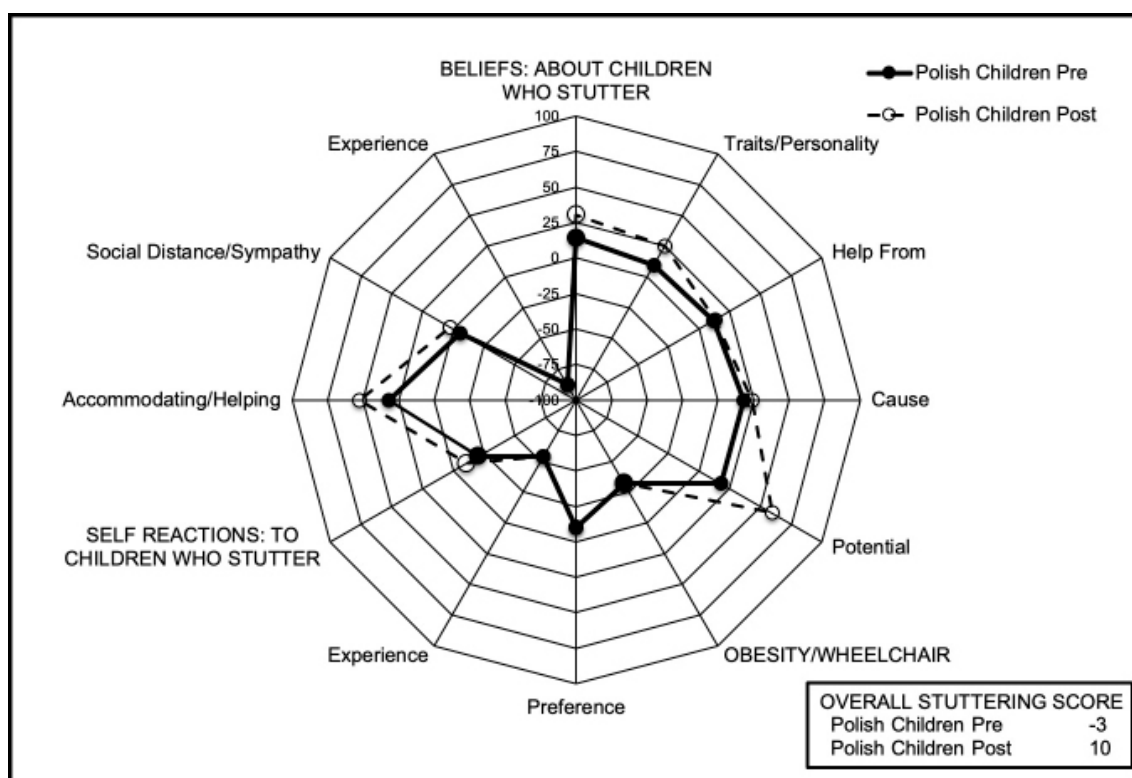 BELIEFS: ABOUT CHILDREN
WHO STUTTER
Polish Children Pre
Polish Children Post
100
75
50
25
0
-25
-50
-75
-100
Experience
Traits/Personality
Social Distance/Sympathy
Help From
Accommodating/Helping
Cause
SELF REACTIONS: TO
CHILDREN WHO STUTTER
Potential
Experience
OBESITY/WHEELCHAIR
Preference
OVERALL STUTTERING SCORE
Polish Children Pre -3
Polish Children Post 10